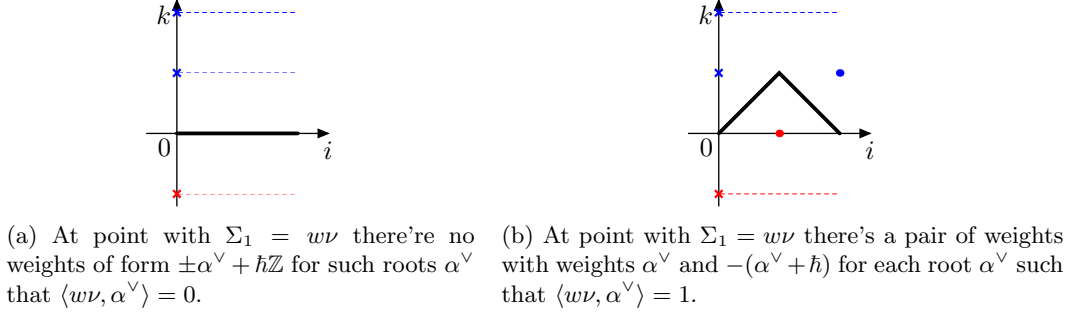 k
0
i
k
0
i
(a) At point with Σ₁ = wν there're no
weights of form ±α^∨ + ℏℤ for such roots α^∨
that ⟨wν, α^∨⟩ = 0.
(b) At point with Σ₁ = wν there's a pair of weights
with weights α^∨ and −(α^∨ + ℏ) for each root α^∨ such
that ⟨wν, α^∨⟩ = 1.